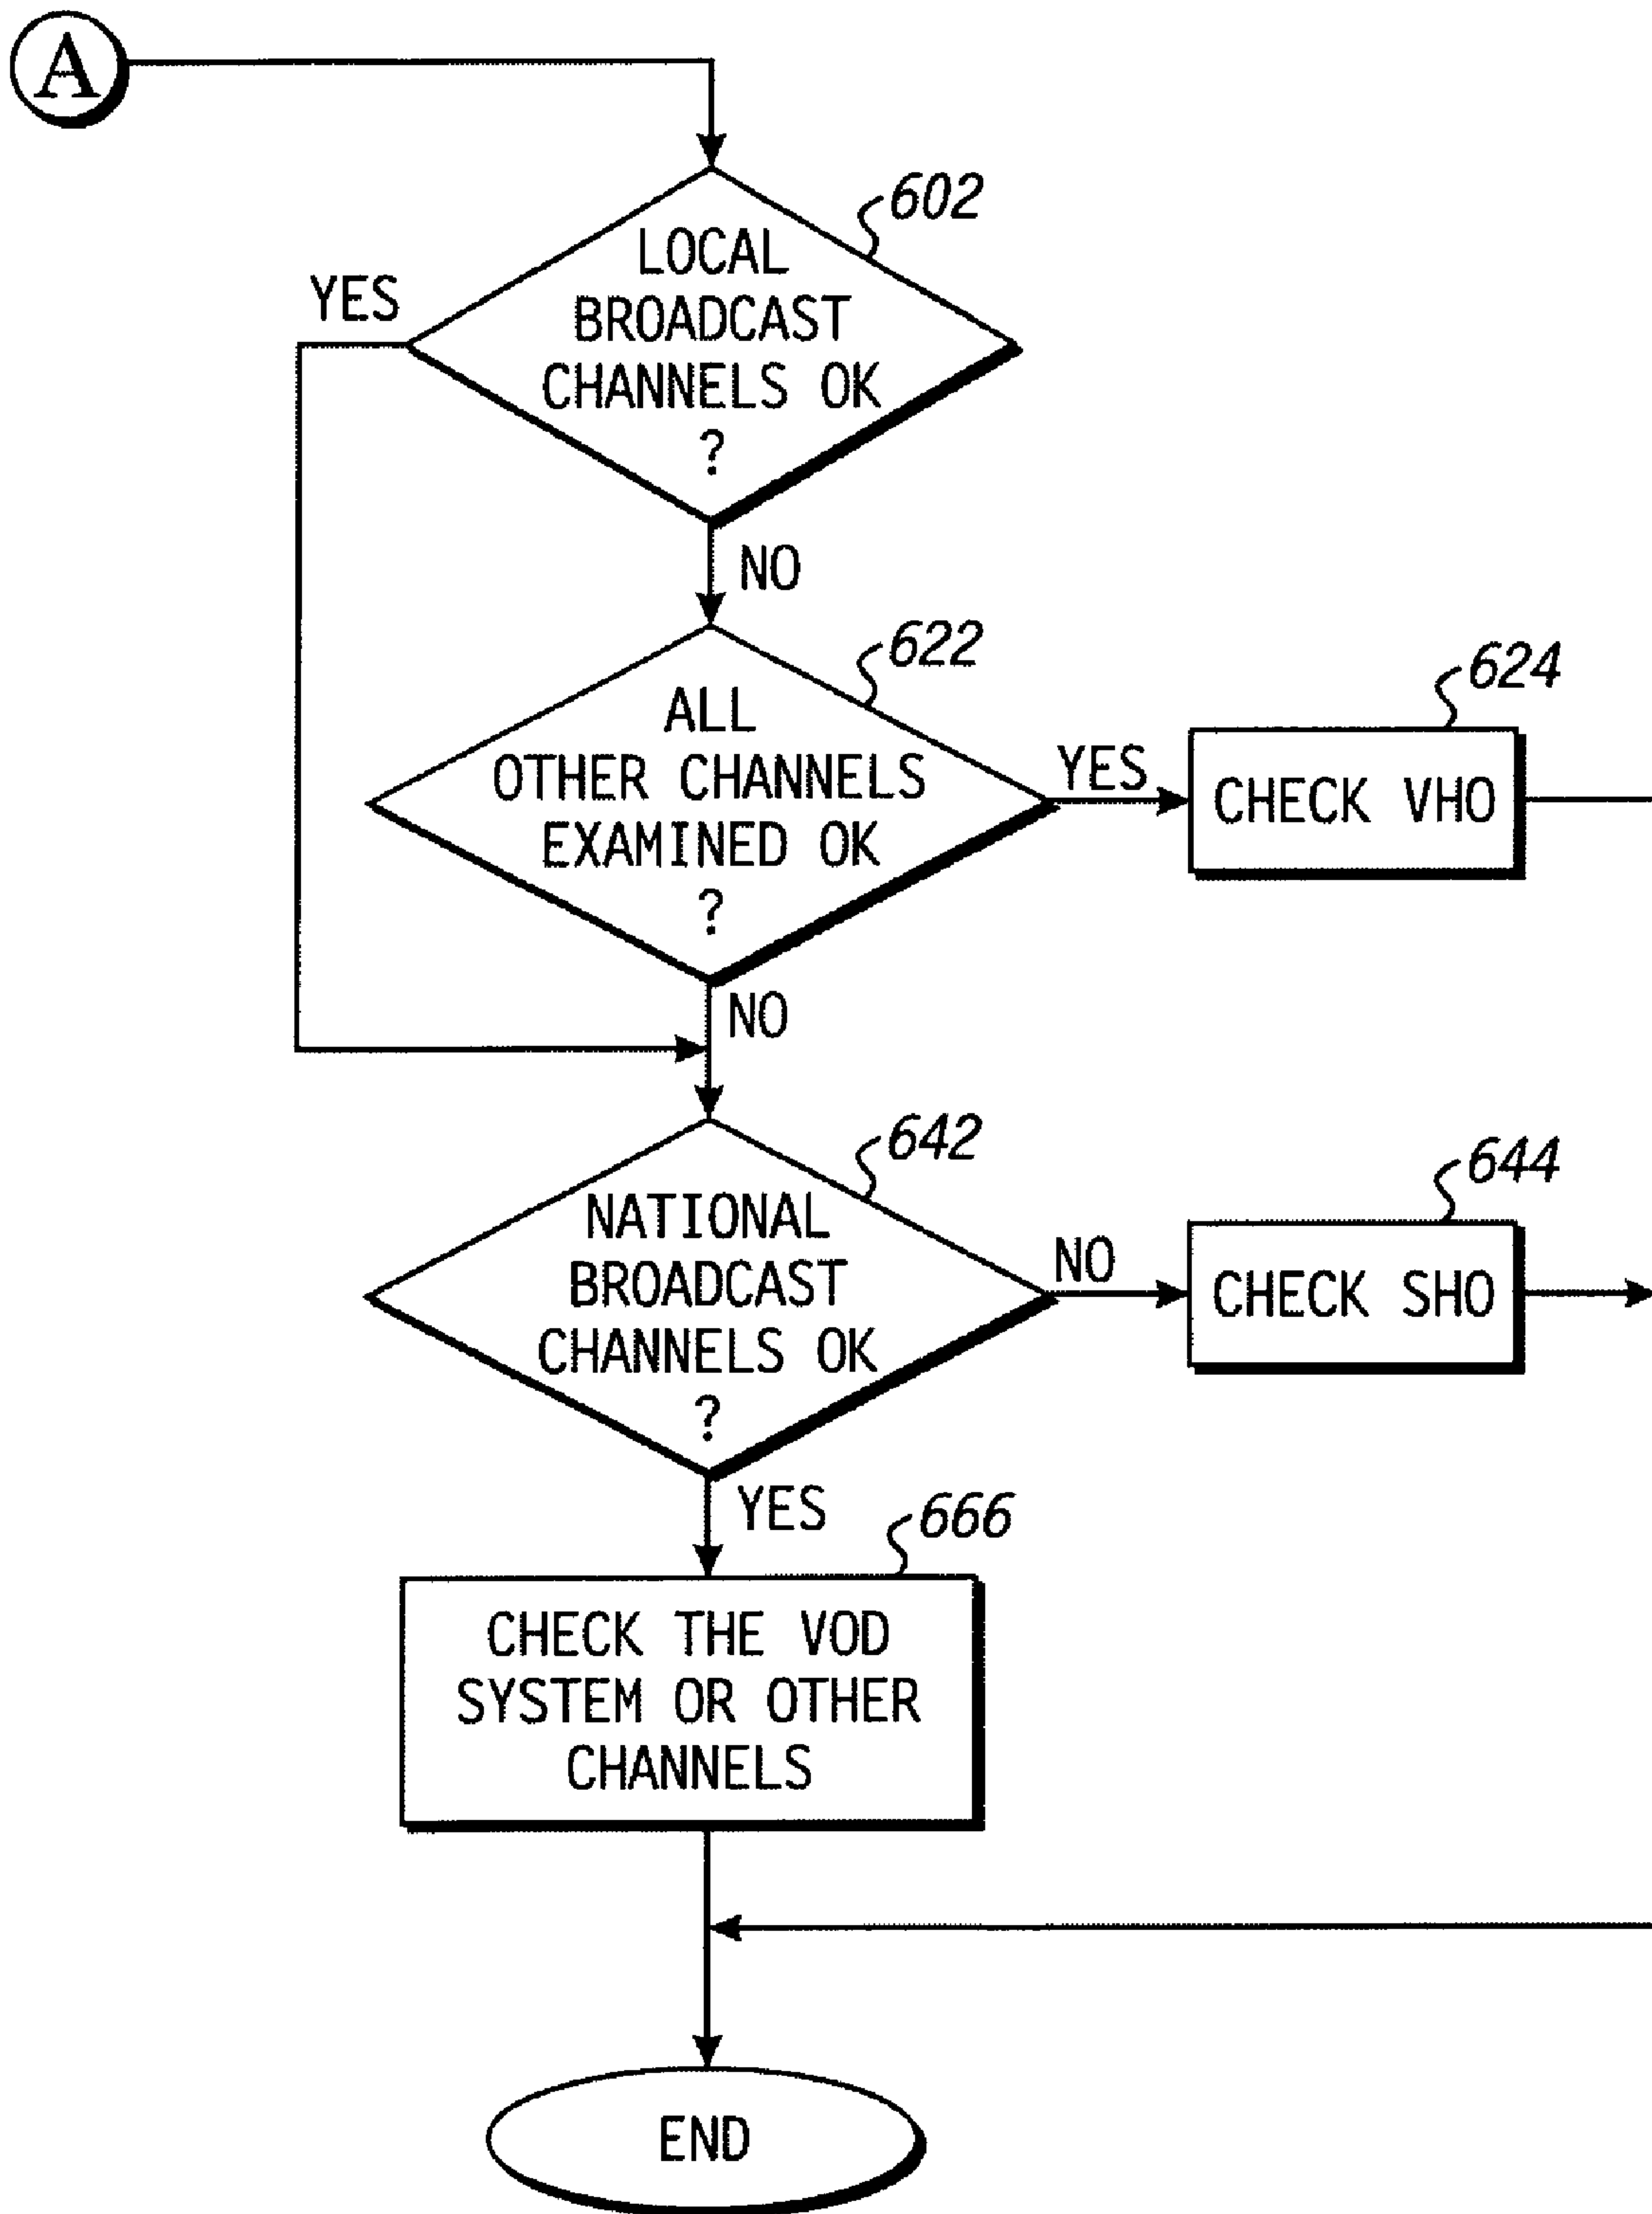 A
602
LOCAL
BROADCAST
CHANNELS OK
?
YES
NO
622
ALL
OTHER CHANNELS
EXAMINED OK
?
YES
624
CHECK VHO
NO
642
NATIONAL
BROADCAST
CHANNELS OK
?
NO
644
CHECK SHO
YES
666
CHECK THE VOD
SYSTEM OR OTHER
CHANNELS
END